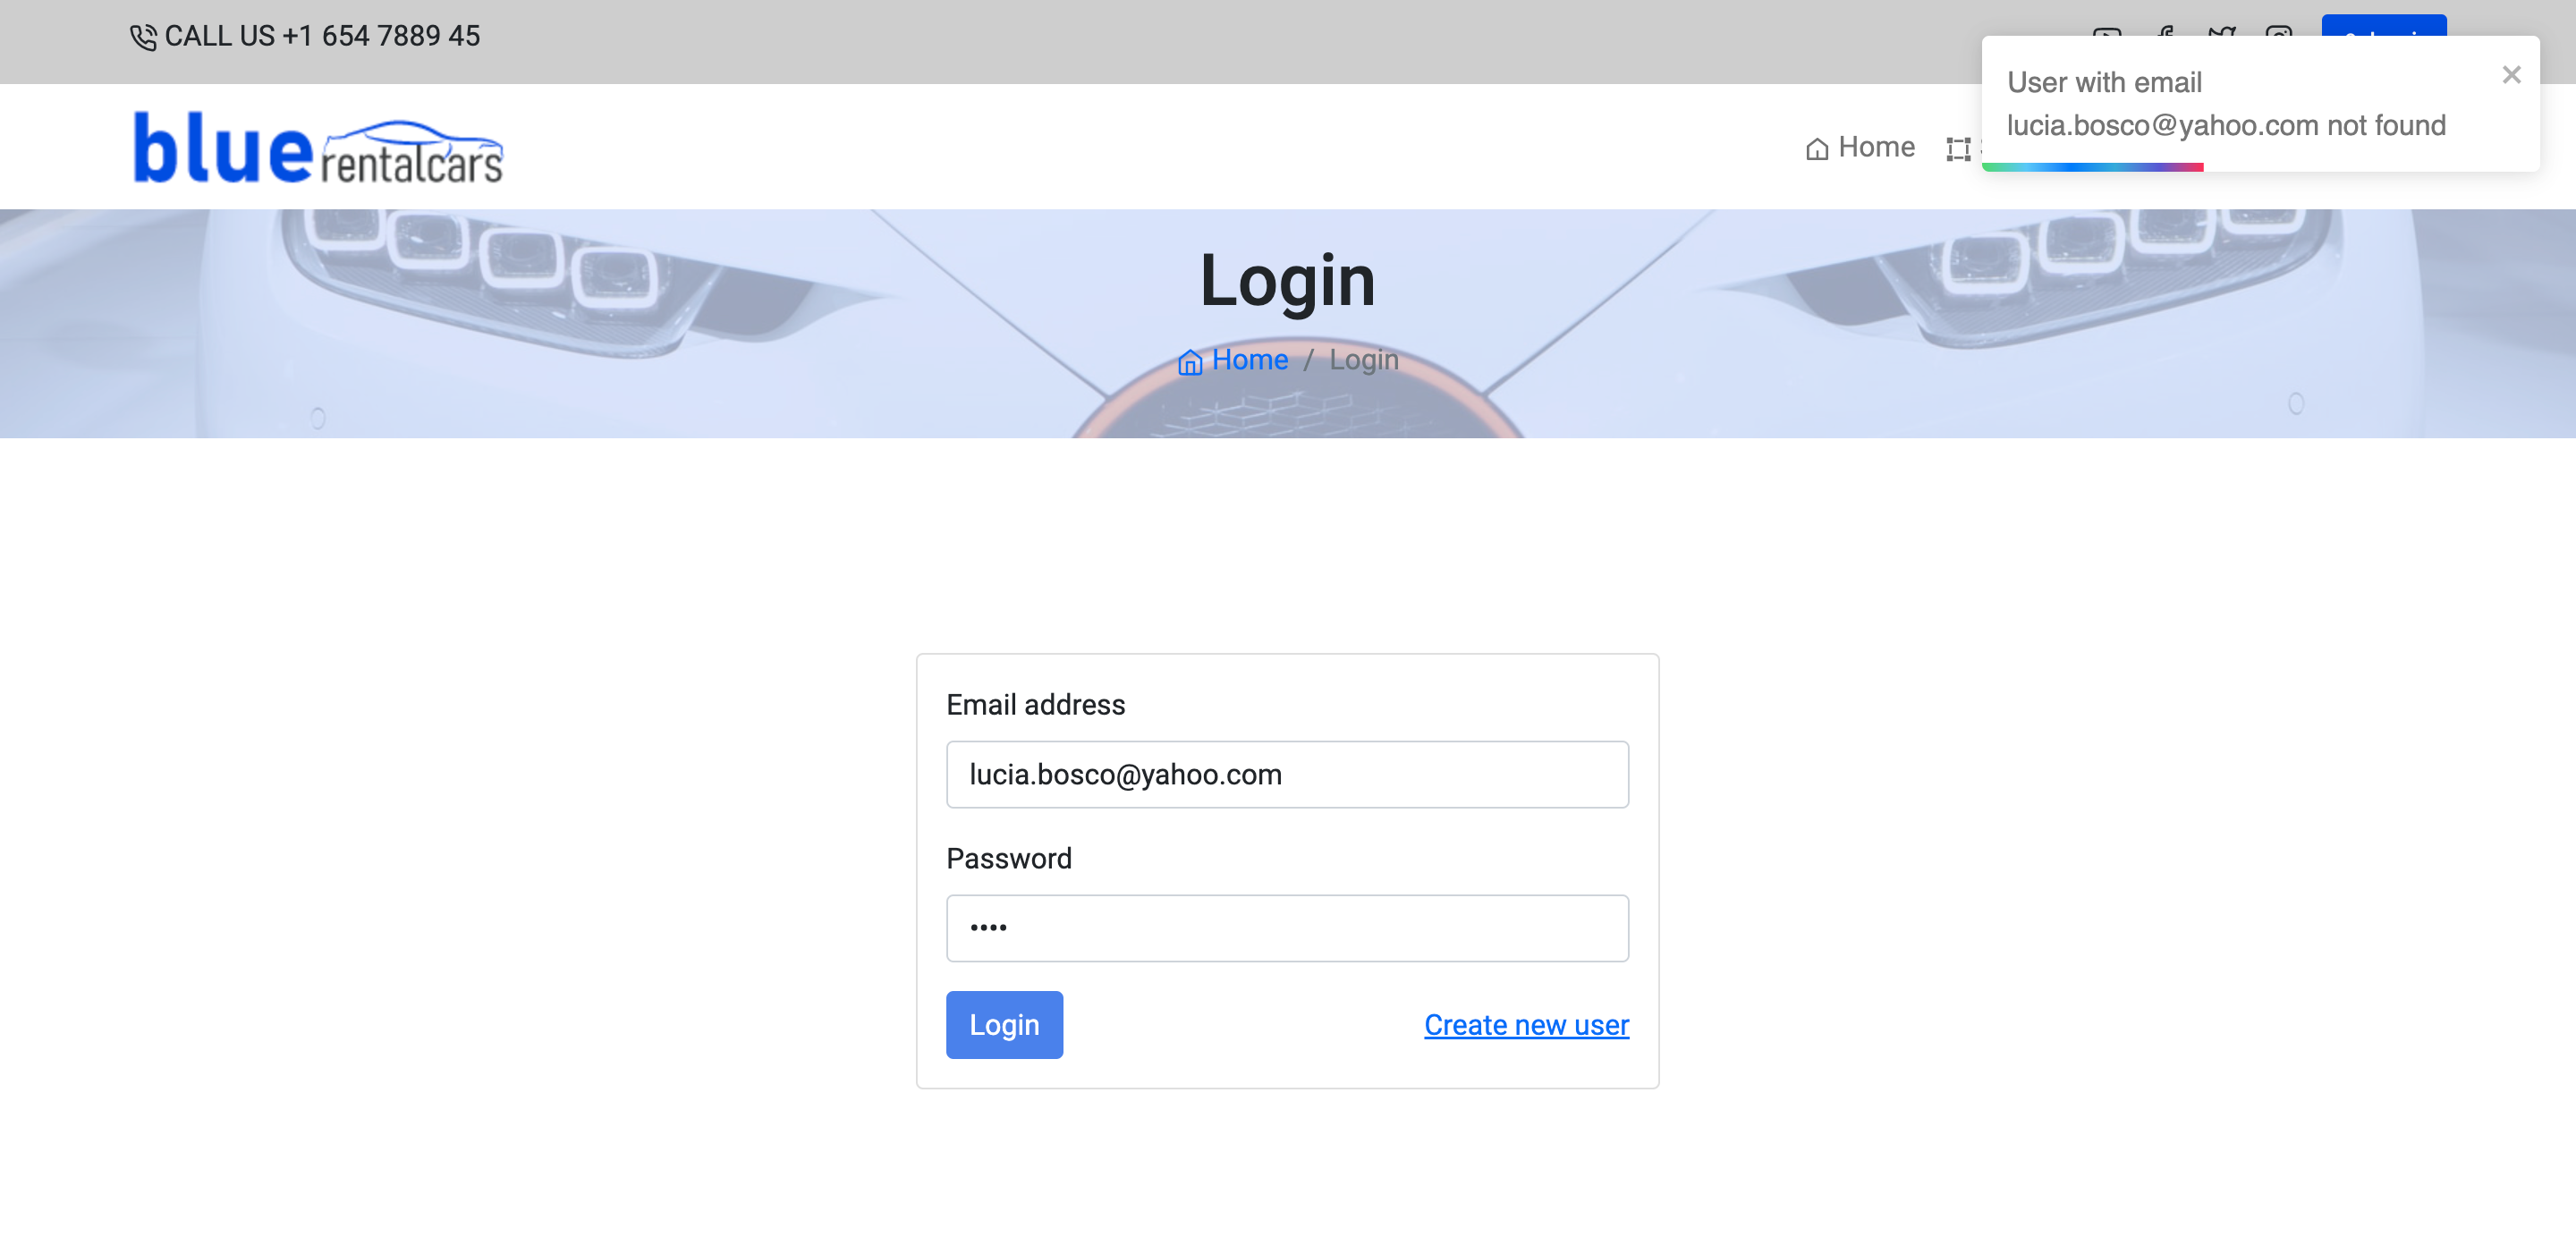 CALL US +1 654 7889 45
User with email
lucia.bosco@yahoo.com not found
blue rentalcars
Home
Login
Home / Login
Email address
lucia.bosco@yahoo.com
Password
••••
Login
Create new user